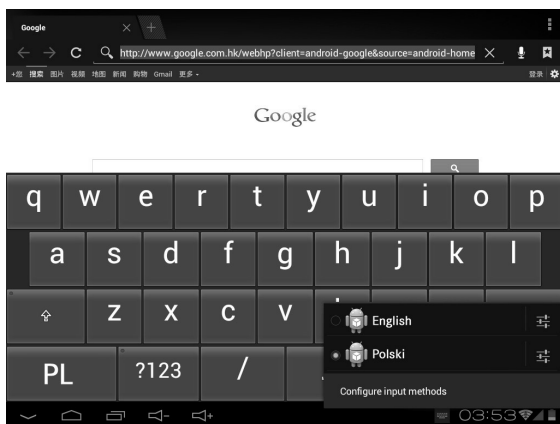 Google
http://www.google.com.hk/webhp?client=android-google&source=android-home
+您 搜索 图片 视频 地图 新闻 购物 Gmail 更多 登录
Google
q w e r t y u i o p
a s d f g h j k l
z x c v
English
Polski
PL ?123 /
Configure input methods
03:53